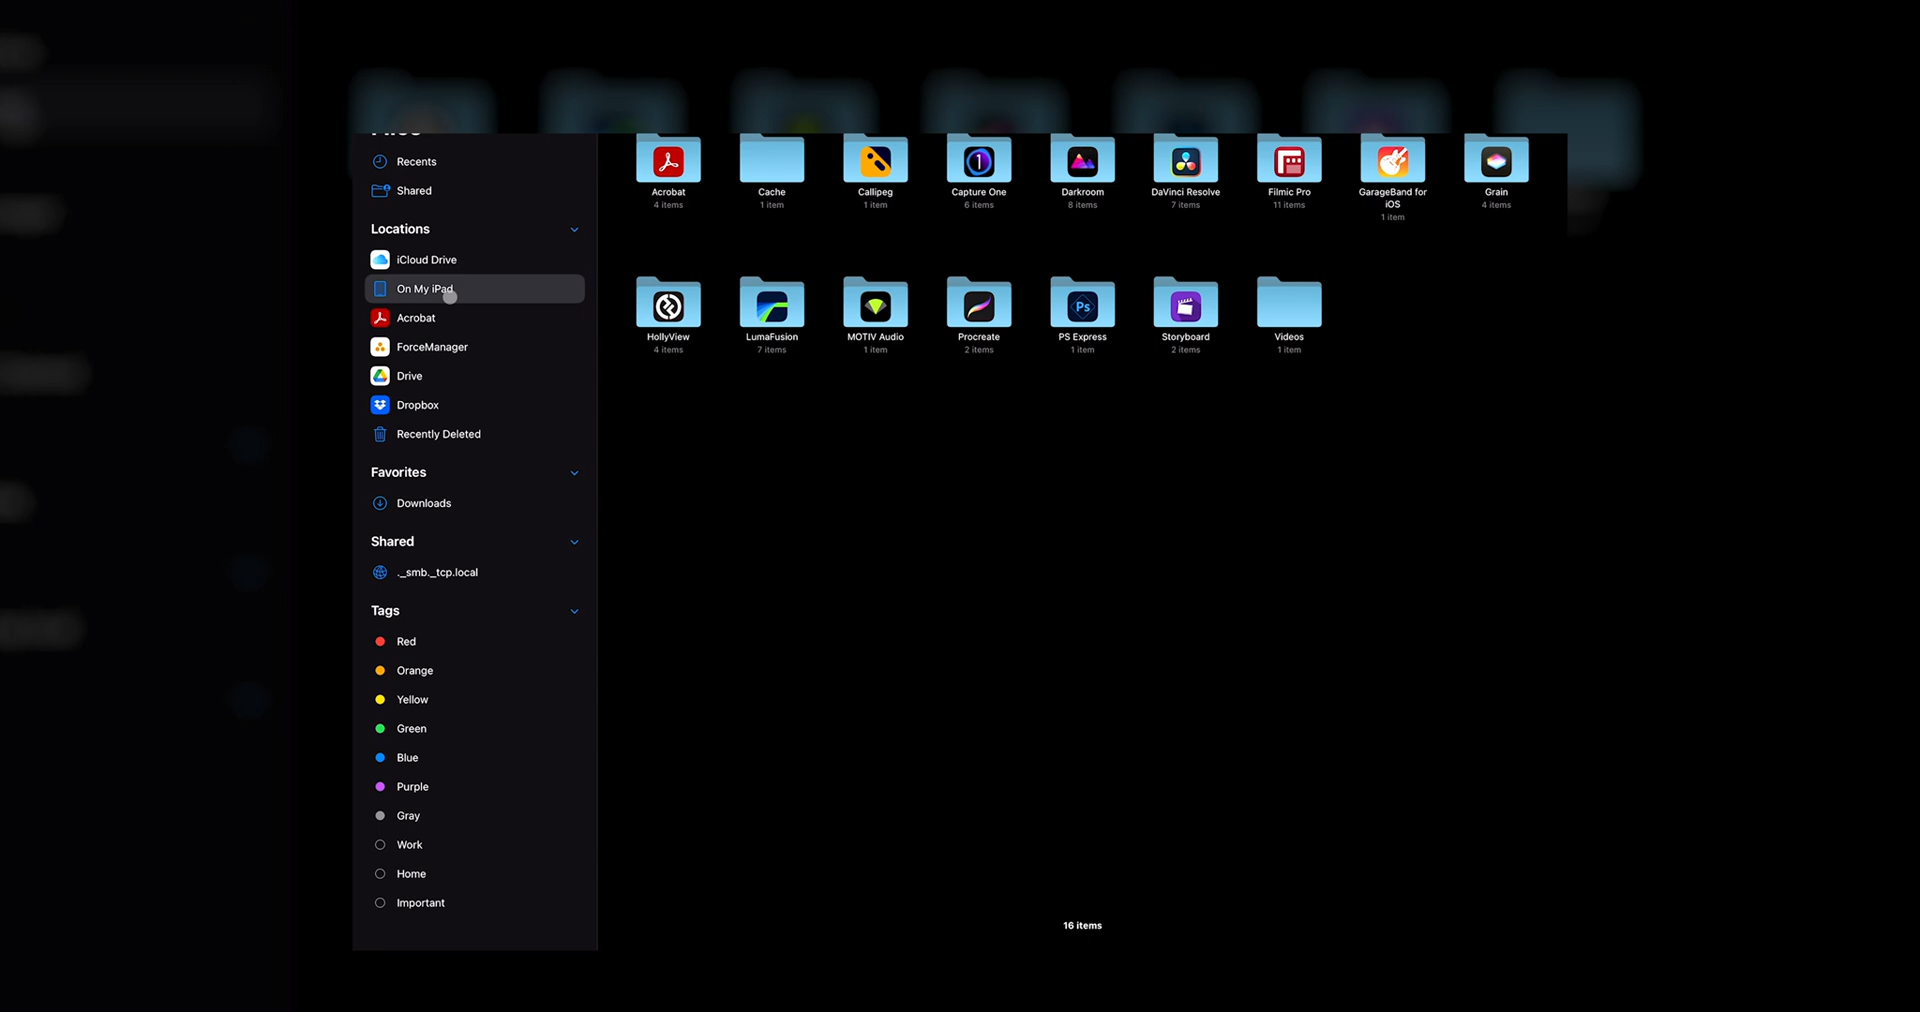 Recents
Shared
Locations
iCloud Drive
On My iPad
Acrobat
ForceManager
Drive
Dropbox
Recently Deleted
Favorites
Downloads
Shared
._smb._tcp.local
Tags
Red
Orange
Yellow
Green
Blue
Purple
Gray
Work
Home
Important
Acrobat
4 items
Cache
1 item
Callipeg
1 item
1
Capture One
6 items
Darkroom
8 items
DaVinci Resolve
7 items
Filmic Pro
11 items
GarageBand for
iOS
1 item
Grain
4 items
HollyView
4 items
LumaFusion
7 items
MOTIV Audio
1 item
Procreate
2 items
Ps
PS Express
1 item
Storyboard
2 items
Videos
1 item
16 items